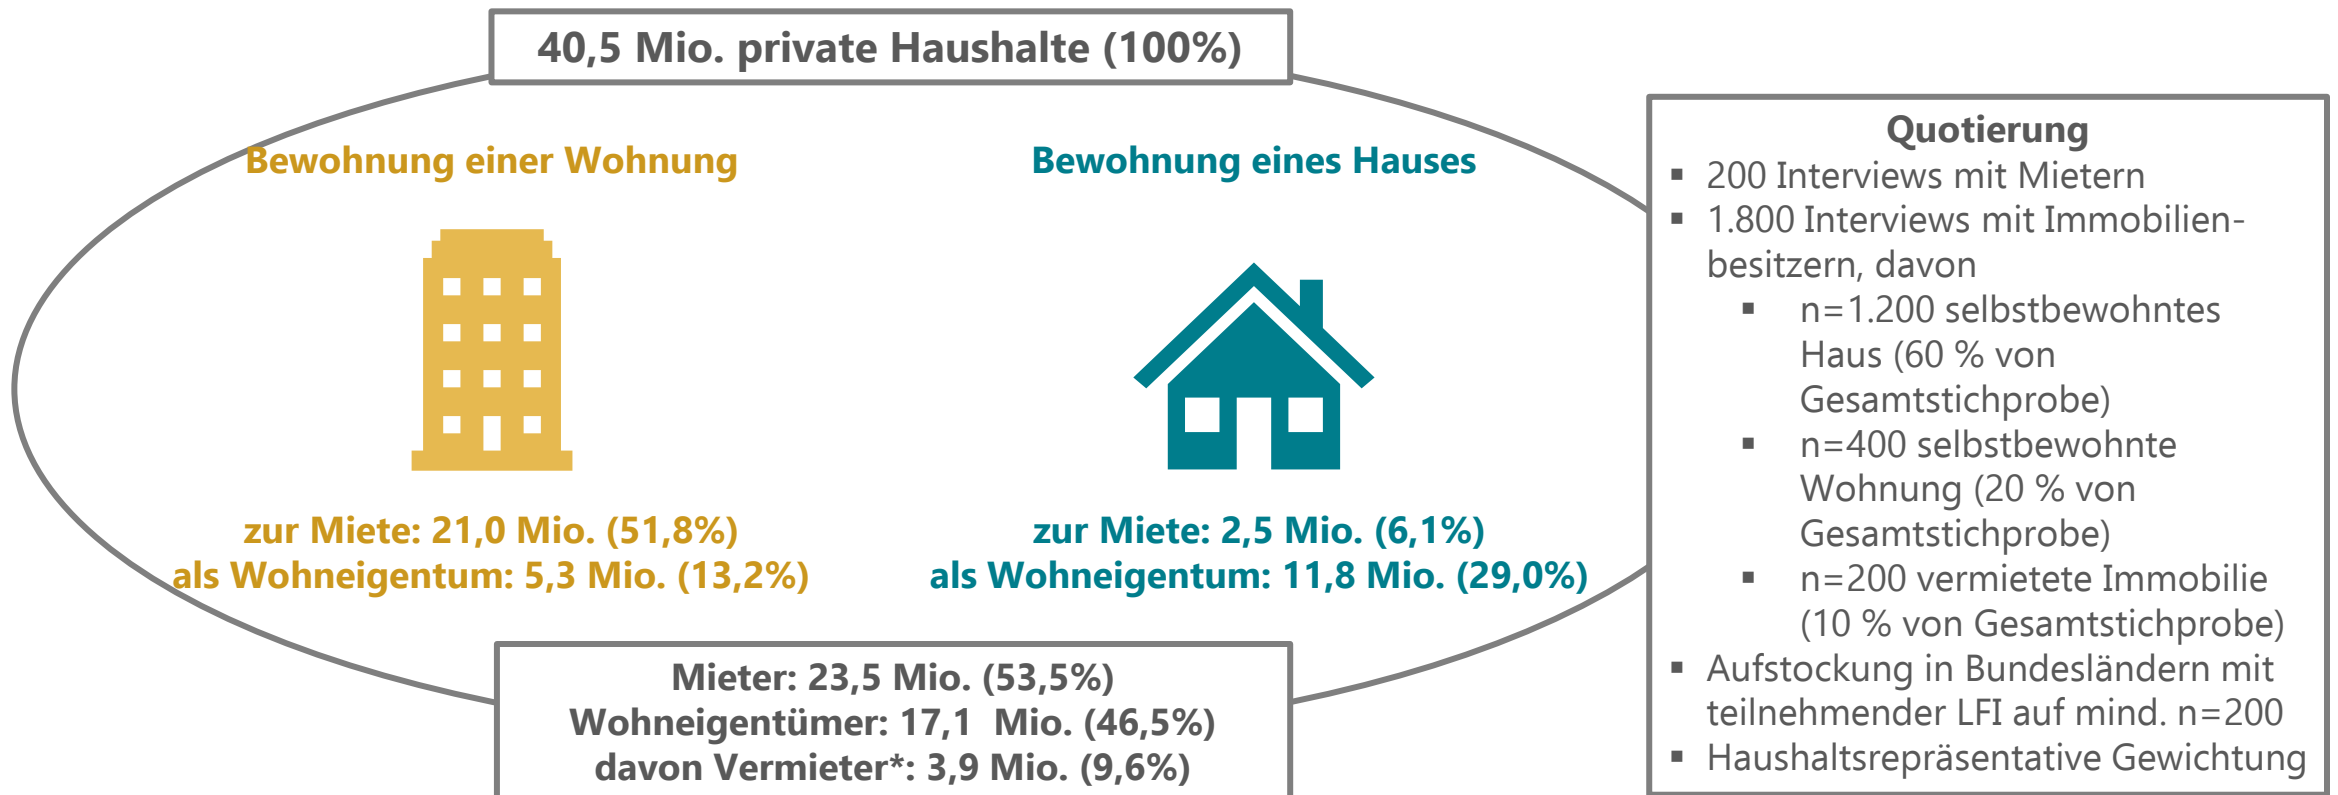 40,5 Mio. private Haushalte (100%)
Bewohnung einer Wohnung
zur Miete: 21,0 Mio. (51,8%)
als Wohneigentum: 5,3 Mio. (13,2%)
Bewohnung eines Hauses
zur Miete: 2,5 Mio. (6,1%)
als Wohneigentum: 11,8 Mio. (29,0%)
Mieter: 23,5 Mio. (53,5%)
Wohneigentümer: 17,1 Mio. (46,5%)
davon Vermieter*: 3,9 Mio. (9,6%)
Quotierung
▪ 200 Interviews mit Mietern
▪ 1.800 Interviews mit Immobilien-
besitzern, davon
▪ n=1.200 selbstbewohntes
Haus (60 % von
Gesamtstichprobe)
▪ n=400 selbstbewohnte
Wohnung (20 % von
Gesamtstichprobe)
▪ n=200 vermietete Immobilie
(10 % von Gesamtstichprobe)
▪ Aufstockung in Bundesländern mit
teilnehmender LFI auf mind. n=200
▪ Haushaltsrepräsentative Gewichtung